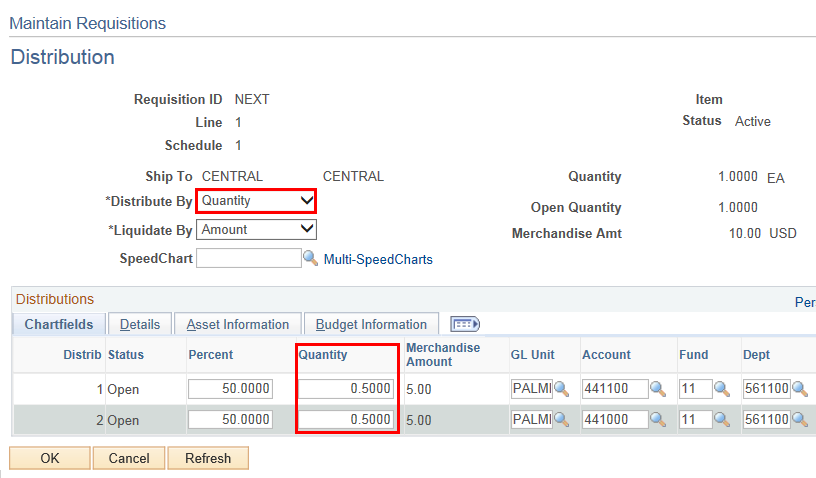 Maintain Requisitions
Distribution
Requisition ID NEXT Item
Line 1 Status Active
Schedule 1
Ship To CENTRAL CENTRAL Quantity 1.0000 EA
*Distribute By Quantity Open Quantity 1.0000
*Liquidate By Amount Merchandise Amt 10.00 USD
SpeedChart Multi-SpeedCharts
Distributions Per
Chartfields Details Asset Information Budget Information
Distrib Status Percent Quantity Merchandise Amount GL Unit Account Fund Dept
1 Open 50.0000 0.5000 5.00 PALMI 441100 11 561100
2 Open 50.0000 0.5000 5.00 PALMI 441000 11 561100
OK Cancel Refresh